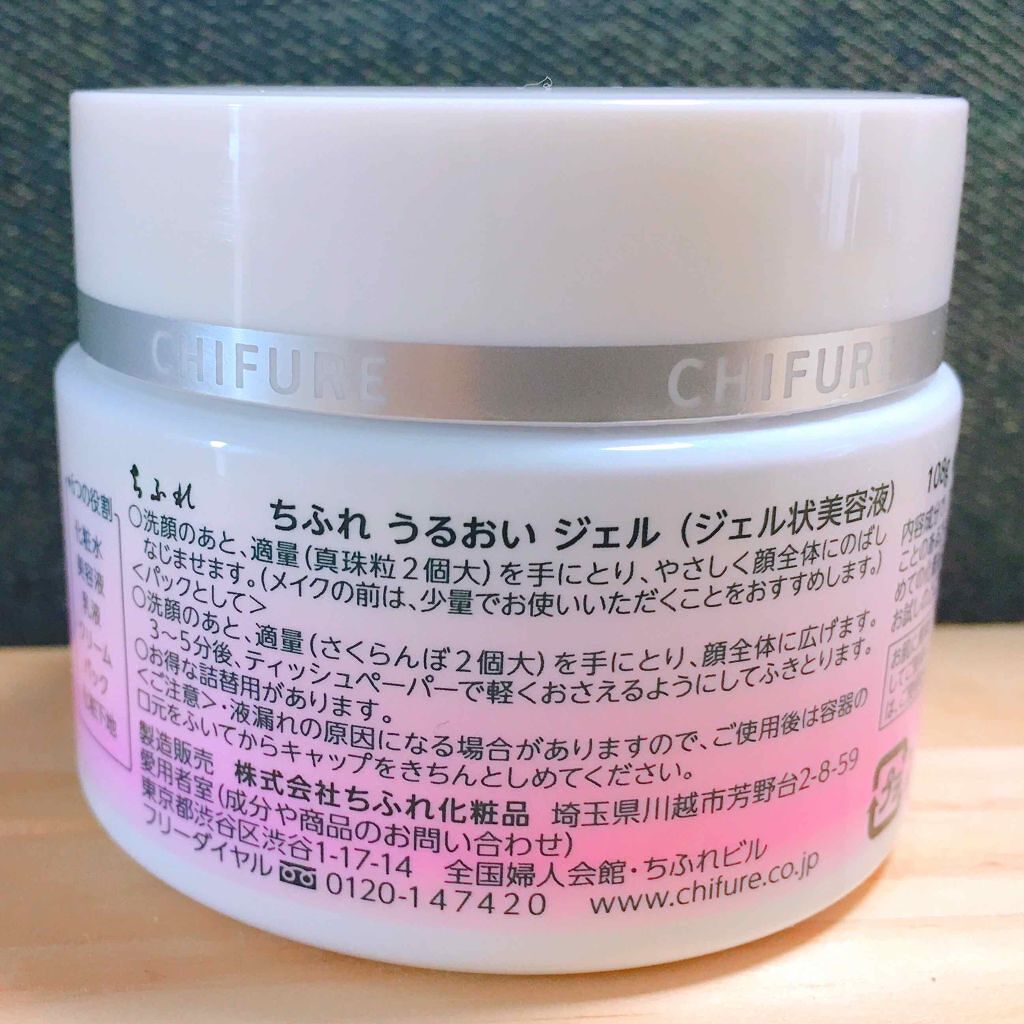 CHIFURE CHIFURE
ちふれ
ちふれ うるおい ジェル (ジェル状美容液)
○洗顔のあと、適量(真珠粒2個大)を手にとり、やさしく顔全体にのばし
なじませます。(メイクの前は、少量でお使いいただくことをおすすめします。)
<パックとして>
○洗顔のあと、適量(さくらんぼ2個大)を手にとり、顔全体に広げます。
3～5分後、ティッシュペーパーで軽くおさえるようにしてふきとります。
○お得な詰替用があります。
<ご注意>・液漏れの原因になる場合がありますので、ご使用後は容器の
口元をふいてからキャップをきちんとしめてください。
製造販売 株式会社ちふれ化粧品 埼玉県川越市芳野台2-8-59
愛用者室(成分や商品のお問い合わせ)
東京都渋谷区渋谷1-17-14 全国婦人会館・ちふれビル
フリーダイヤル 0120-147420 www.chifure.co.jp
つの役割
化粧水
美容液
乳液
クリーム
パック
108g